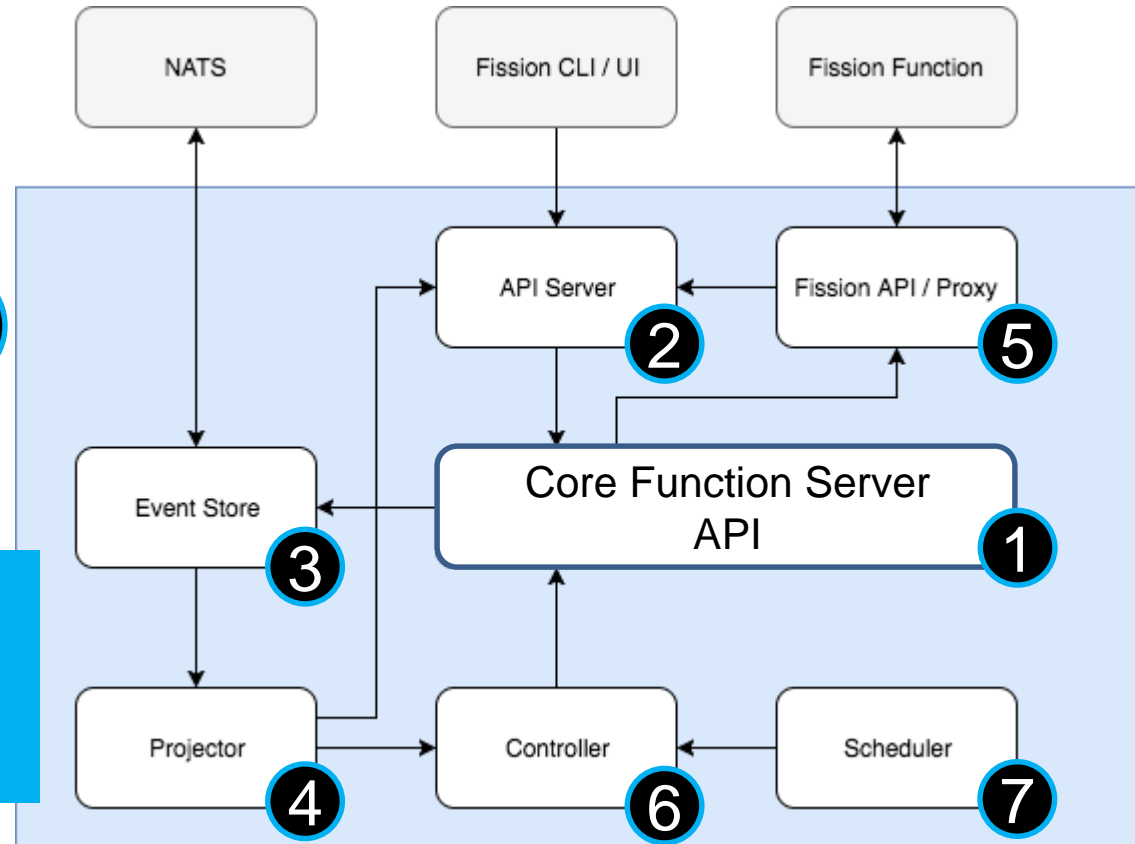 NATS
Fission CLI / UI
Fission Function
API Server
2
Fission API / Proxy
5
Event Store
3
Core Function Server
API
1
Projector
4
Controller
6
Scheduler
7